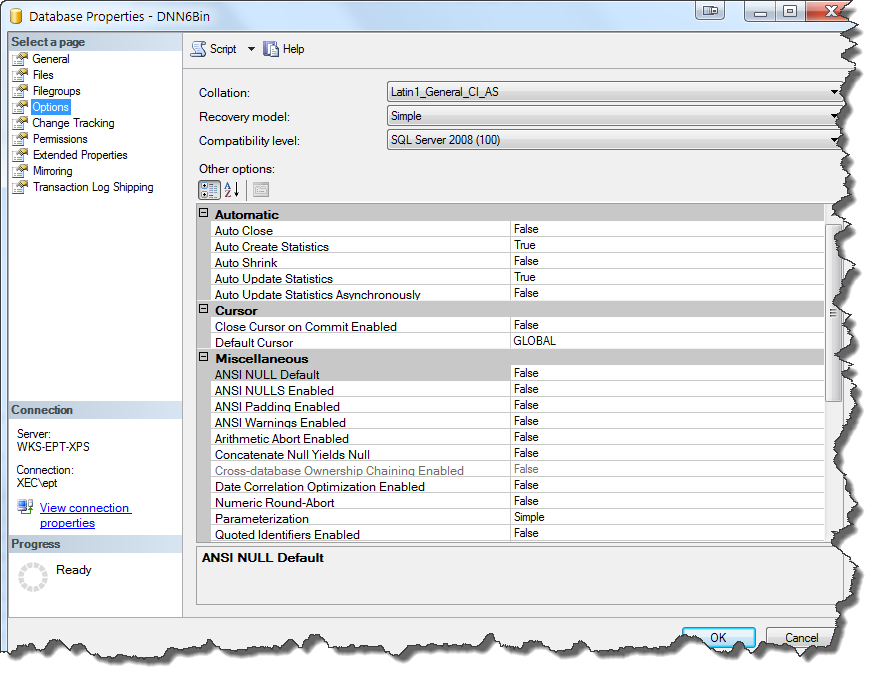 Database Properties - DNN6Bin
Select a page
General
Files
Filegroups
Options
Change Tracking
Permissions
Extended Properties
Mirroring
Transaction Log Shipping
Connection
Server:
WKS-EPT-XPS
Connection:
XEC\ept
View connection
properties
Progress
Ready
Script Help
Collation: Latin1_General_CI_AS
Recovery model: Simple
Compatibility level: SQL Server 2008 (100)
Other options:
A
Z
Automatic
Auto Close False
Auto Create Statistics True
Auto Shrink False
Auto Update Statistics True
Auto Update Statistics Asynchronously False
Cursor
Close Cursor on Commit Enabled False
Default Cursor GLOBAL
Miscellaneous
ANSI NULL Default False
ANSI NULLS Enabled False
ANSI Padding Enabled False
ANSI Warnings Enabled False
Arithmetic Abort Enabled False
Concatenate Null Yields Null False
Cross-database Ownership Chaining Enabled False
Date Correlation Optimization Enabled False
Numeric Round-Abort False
Parameterization Simple
Quoted Identifiers Enabled False
ANSI NULL Default
OK Cancel